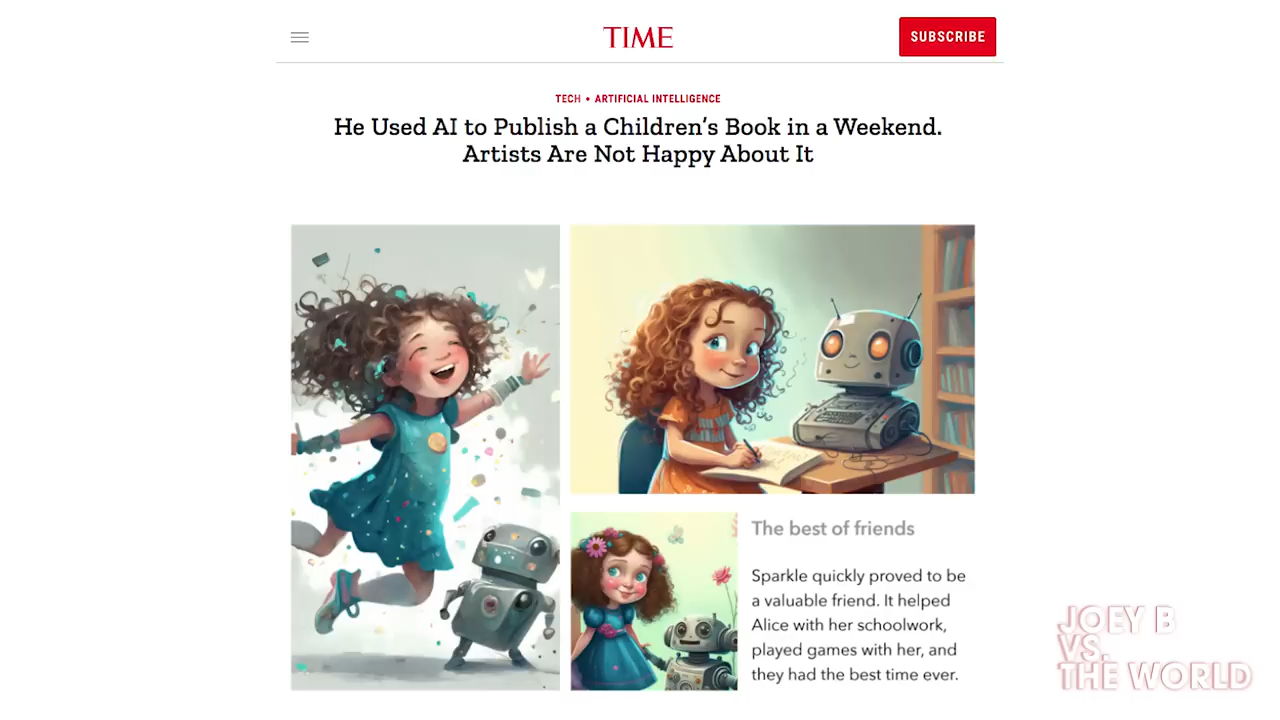 TIME
SUBSCRIBE
TECH • ARTIFICIAL INTELLIGENCE
He Used AI to Publish a Children’s Book in a Weekend.
Artists Are Not Happy About It
The best of friends
Sparkle quickly proved to be
a valuable friend. It helped
Alice with her schoolwork,
played games with her, and
they had the best time ever.
JOEY B
VS.
THE WORLD